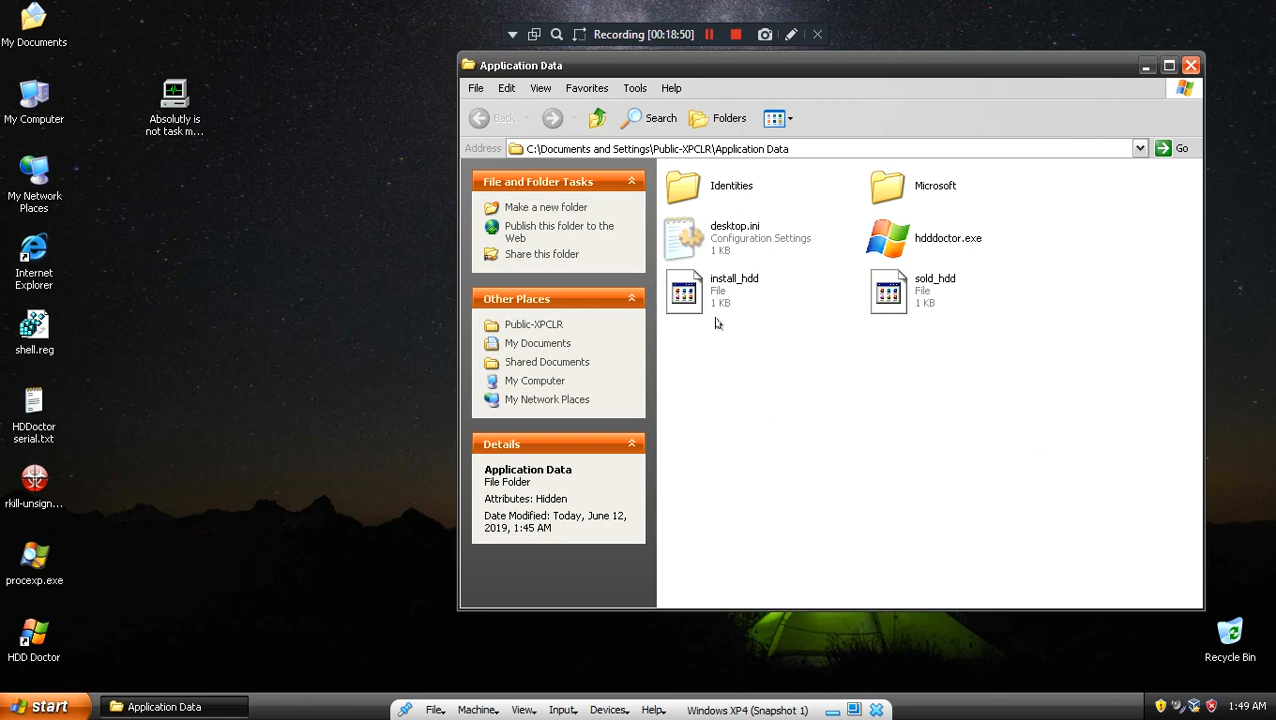 My Documents
My Computer
My Network
Places
Internet
Explorer
shell.reg
HDDoctor
serial.txt
rkill-unsign...
procexp.exe
HDD Doctor
Absolutly is
not task m...
Recording [00:18:50]
Application Data
File Edit View Favorites Tools Help
Back Search Folders
Address C:\Documents and Settings\Public-XPCLR\Application Data Go
File and Folder Tasks
Make a new folder
Publish this folder to the
Web
Share this folder
Other Places
Public-XPCLR
My Documents
Shared Documents
My Computer
My Network Places
Details
Application Data
File Folder
Attributes: Hidden
Date Modified: Today, June 12,
2019, 1:45 AM
Identities
Microsoft
desktop.ini
Configuration Settings
1 KB
hdddoctor.exe
install_hdd
File
1 KB
sold_hdd
File
1 KB
Recycle Bin
start
Application Data
File Machine View Input Devices Help Windows XP4 (Snapshot 1)
1:49 AM